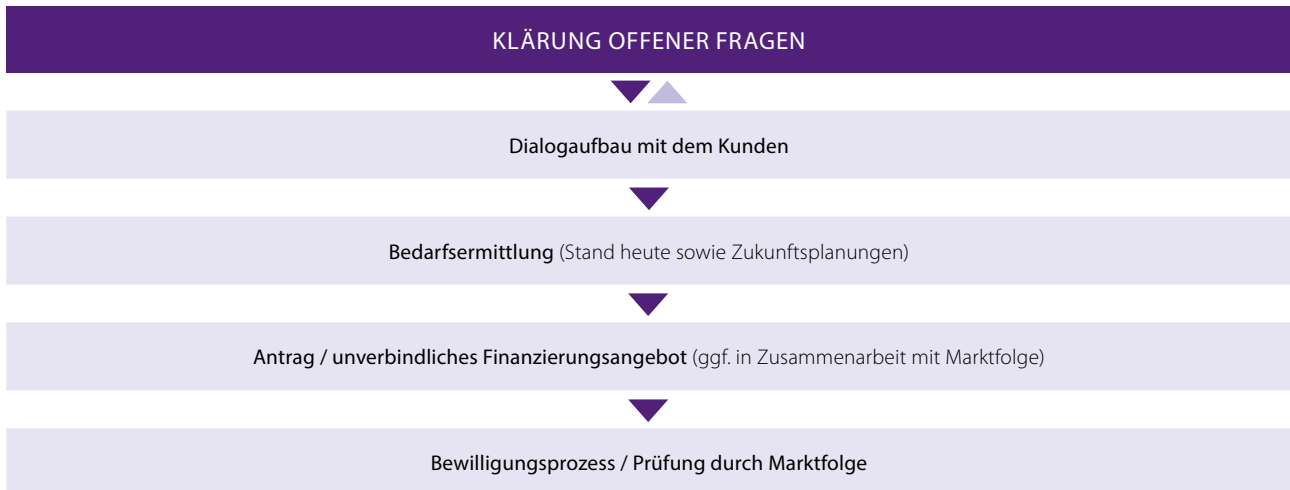 KLÄRUNG OFFENER FRAGEN
Dialogaufbau mit dem Kunden
Bedarfsermittlung (Stand heute sowie Zukunftsplanungen)
Antrag / unverbindliches Finanzierungsangebot (ggf. in Zusammenarbeit mit Marktfolge)
Bewilligungsprozess / Prüfung durch Marktfolge